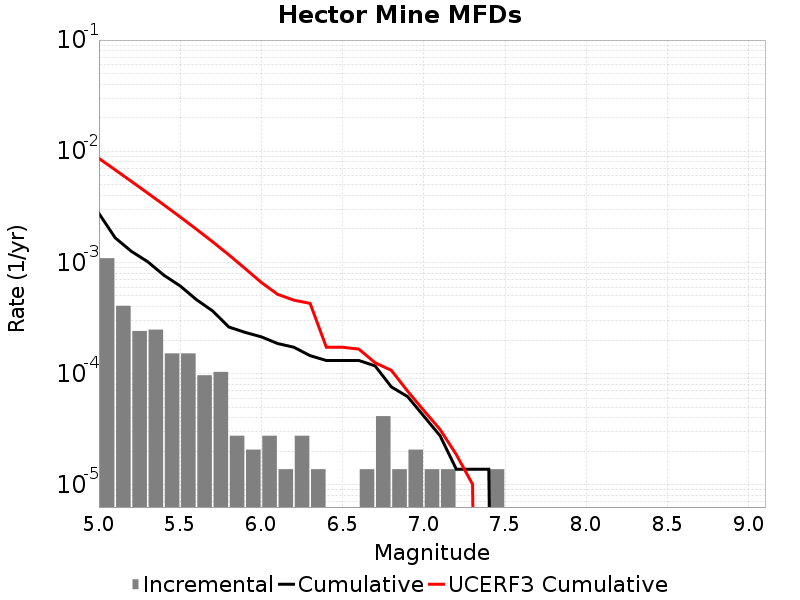 Hector Mine MFDs
10-1
10-2
10-3
10-4
10-5
Rate (1/yr)
5.0 5.5 6.0 6.5 7.0 7.5 8.0 8.5 9.0
Magnitude
Incremental Cumulative UCERF3 Cumulative